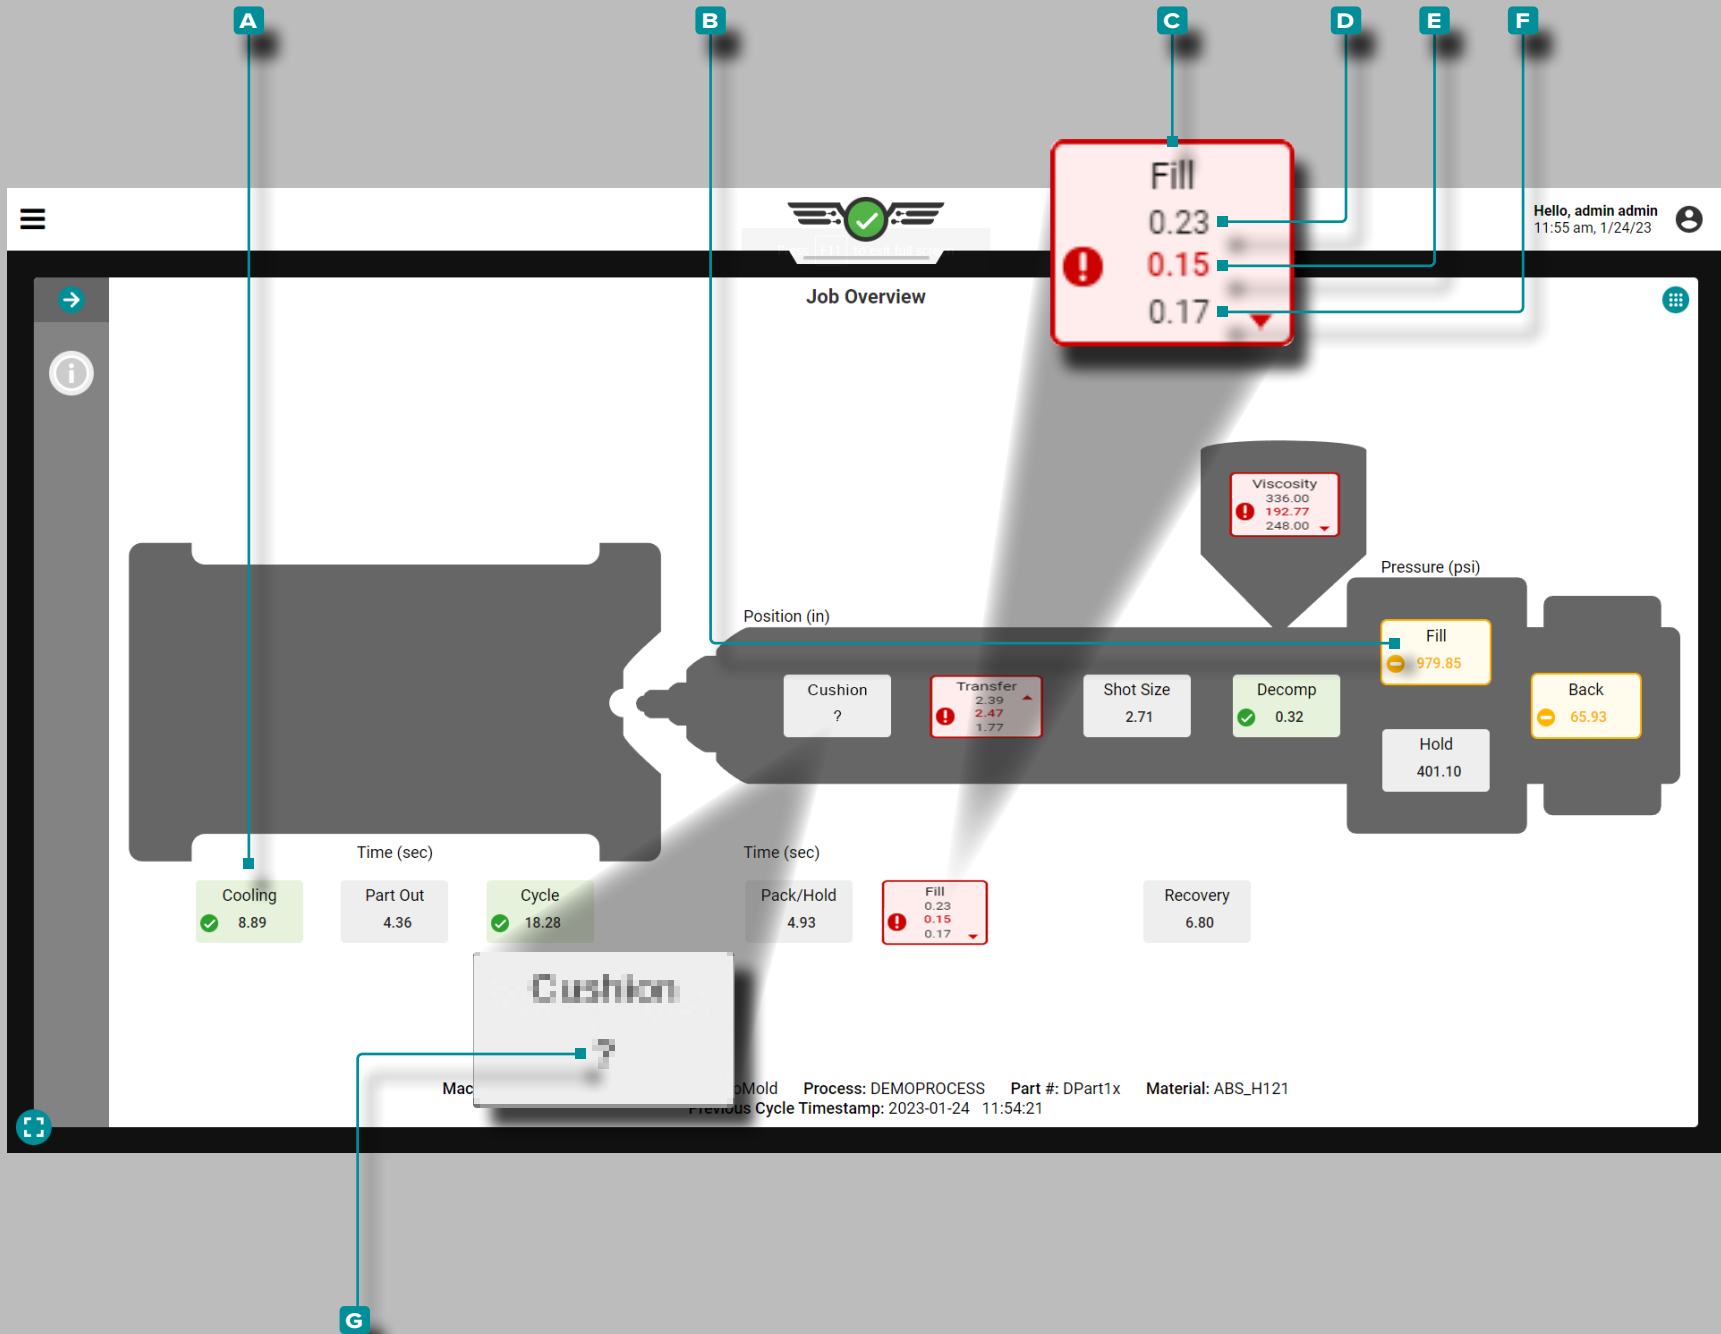 A
B
C
D
E
F
Fill
0.23
0.15
0.17
Hello, admin admin
11:55 am, 1/24/23
Job Overview
Viscosity
336.00
192.77
248.00
Pressure (psi)
Position (in)
Fill
979.85
Cushion
?
Transfer
2.39
2.47
1.77
Shot Size
2.71
Decomp
0.32
Back
65.93
Hold
401.10
Time (sec)
Time (sec)
Cooling
8.89
Part Out
4.36
Cycle
18.28
Pack/Hold
4.93
Fill
0.23
0.15
0.17
Recovery
6.80
Cushion
?
Process: DEMOPROCESS Part #: DPart1x Material: ABS_H121
Previous Cycle Timestamp: 2023-01-24 11:54:21
G